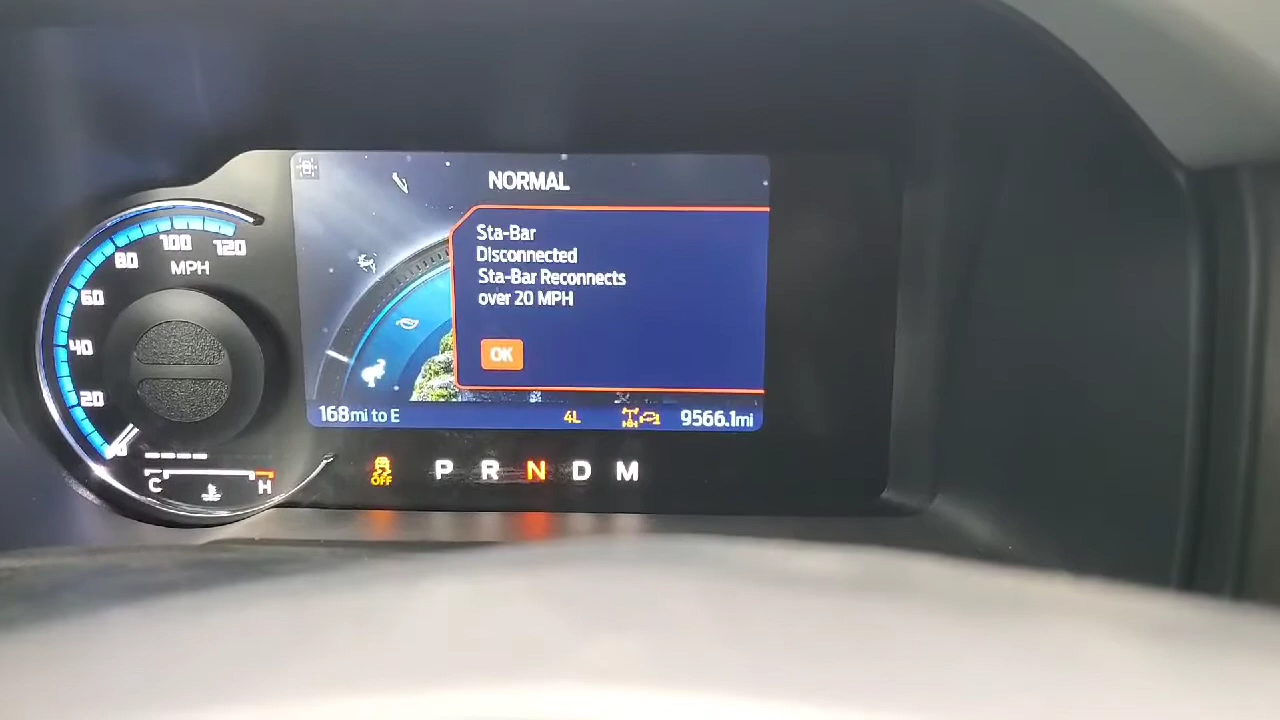 NORMAL
Sta-Bar
Disconnected
Sta-Bar Reconnects
over 20 MPH
OK
120
100
80
60
40
20
0
MPH
C
H
168mi to E
4L
9566.1mi
OFF
P R N D M